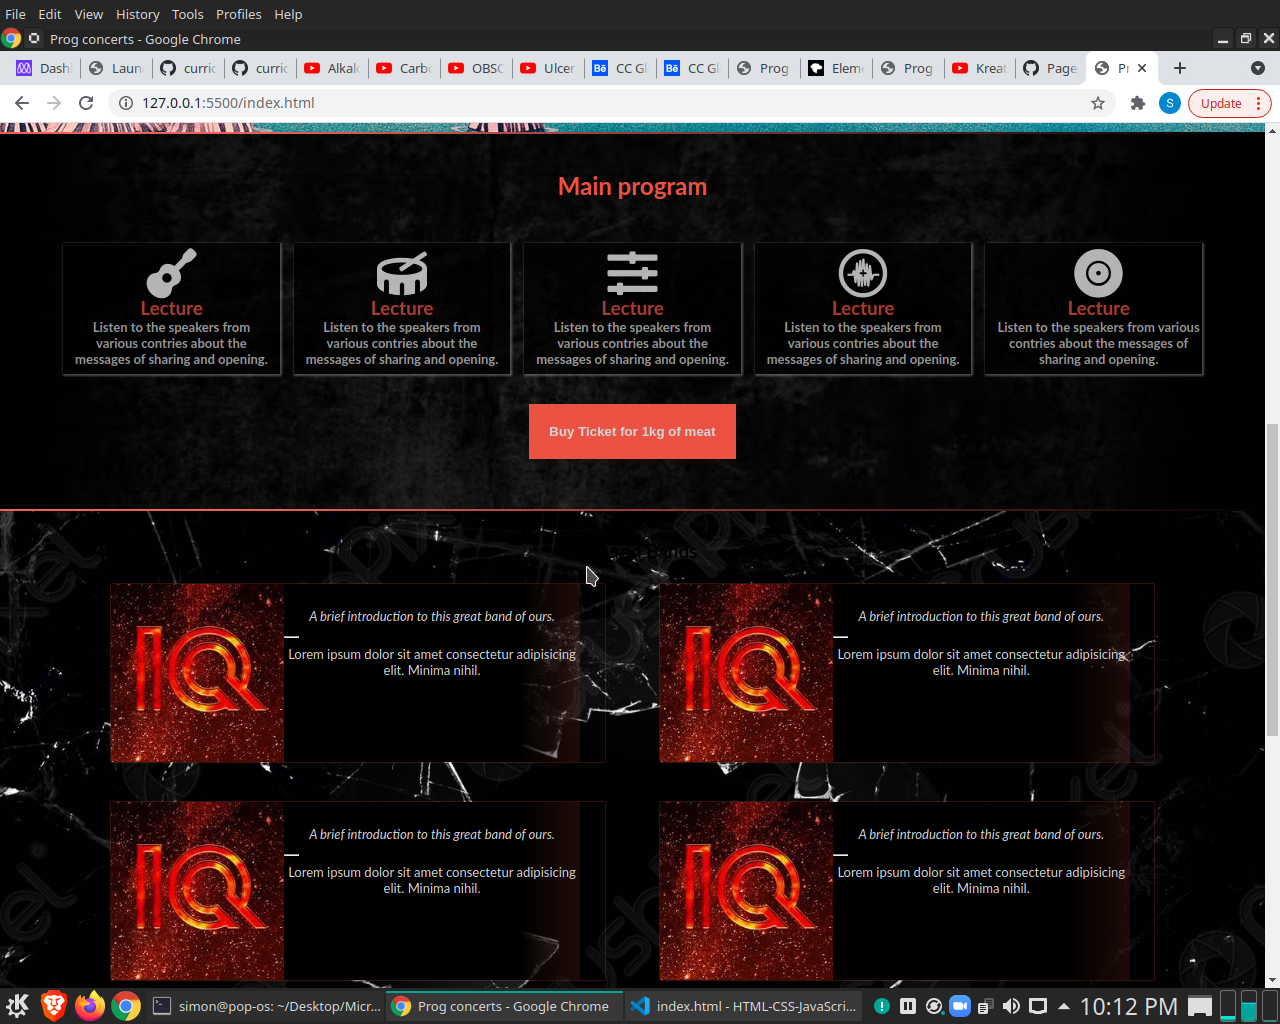 File Edit View History Tools Profiles Help
Prog concerts - Google Chrome
Dash Laun curric curric Alkal Carb OBSC Ulcer CC Gl CC Gl Prog Elem Prog Kreat Page Pr
127.0.0.1:5500/index.html
S
Update
Main program
Lecture
Listen to the speakers from
various contries about the
messages of sharing and opening.
Lecture
Listen to the speakers from
various contries about the
messages of sharing and opening.
Lecture
Listen to the speakers from
various contries about the
messages of sharing and opening.
Lecture
Listen to the speakers from
various contries about the
messages of sharing and opening.
Lecture
Listen to the speakers from various
contries about the messages of
sharing and opening.
Buy Ticket for 1kg of meat
Bands
IQ
A brief introduction to this great band of ours.
Lorem ipsum dolor sit amet consectetur adipisicing
elit. Minima nihil.
IQ
A brief introduction to this great band of ours.
Lorem ipsum dolor sit amet consectetur adipisicing
elit. Minima nihil.
IQ
A brief introduction to this great band of ours.
Lorem ipsum dolor sit amet consectetur adipisicing
elit. Minima nihil.
IQ
A brief introduction to this great band of ours.
Lorem ipsum dolor sit amet consectetur adipisicing
elit. Minima nihil.
simon@pop-os: ~/Desktop/Micr...
Prog concerts - Google Chrome
index.html - HTML-CSS-JavaScri...
10:12 PM